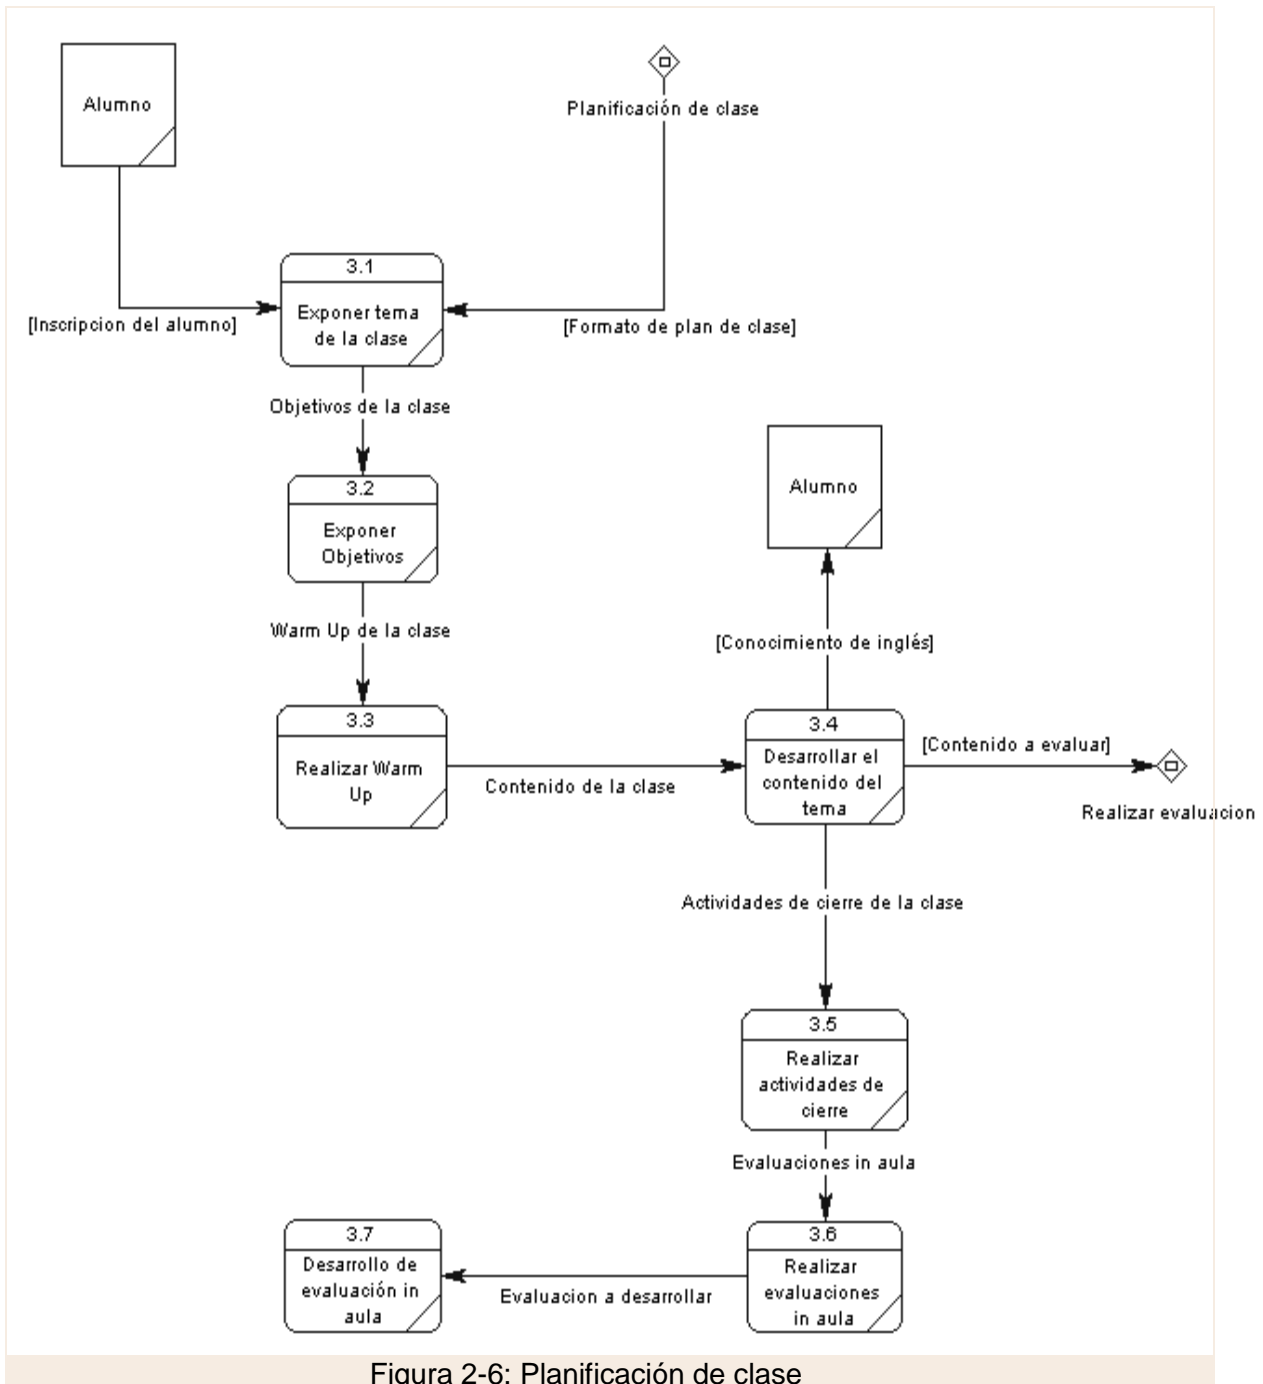 Alumno
Planificación de clase
3.1
Exponer tema
de la clase
[Inscripcion del alumno]
[Formato de plan de clase]
Objetivos de la clase
3.2
Exponer
Objetivos
Alumno
Warm Up de la clase
[Conocimiento de inglés]
3.3
Realizar Warm
Up
Contenido de la clase
3.4
Desarrollar el
contenido del
tema
[Contenido a evaluar]
Realizar evaluacion
Actividades de cierre de la clase
3.5
Realizar
actividades de
cierre
Evaluaciones in aula
3.6
Realizar
evaluaciones
in aula
Evaluacion a desarrollar
3.7
Desarrollo de
evaluación in
aula
Figura 2-6: Planificación de clase